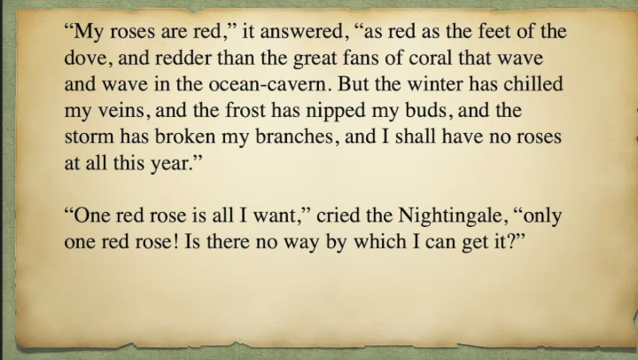 “My roses are red,” it answered, “as red as the feet of the
dove, and redder than the great fans of coral that wave
and wave in the ocean-cavern. But the winter has chilled
my veins, and the frost has nipped my buds, and the
storm has broken my branches, and I shall have no roses
at all this year.”
“One red rose is all I want,” cried the Nightingale, “only
one red rose! Is there no way by which I can get it?”